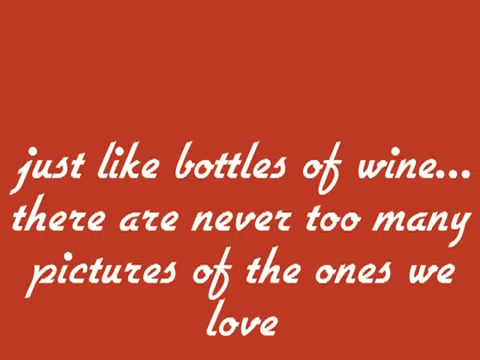 just like bottles of wine...
there are never too many
pictures of the ones we
love